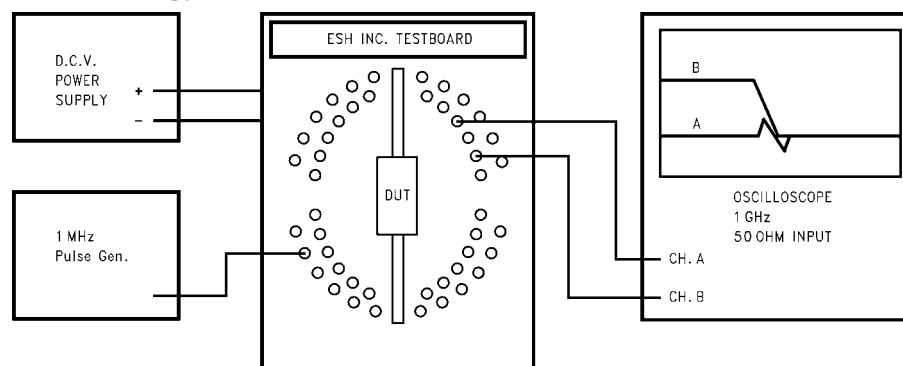 ESH INC. TESTBOARD
D.C.V.
POWER
SUPPLY
+
-
DUT
1 MHz
Pulse Gen.
B
A
OSCILLOSCOPE
1 GHz
50 OHM INPUT
CH. A
CH. B